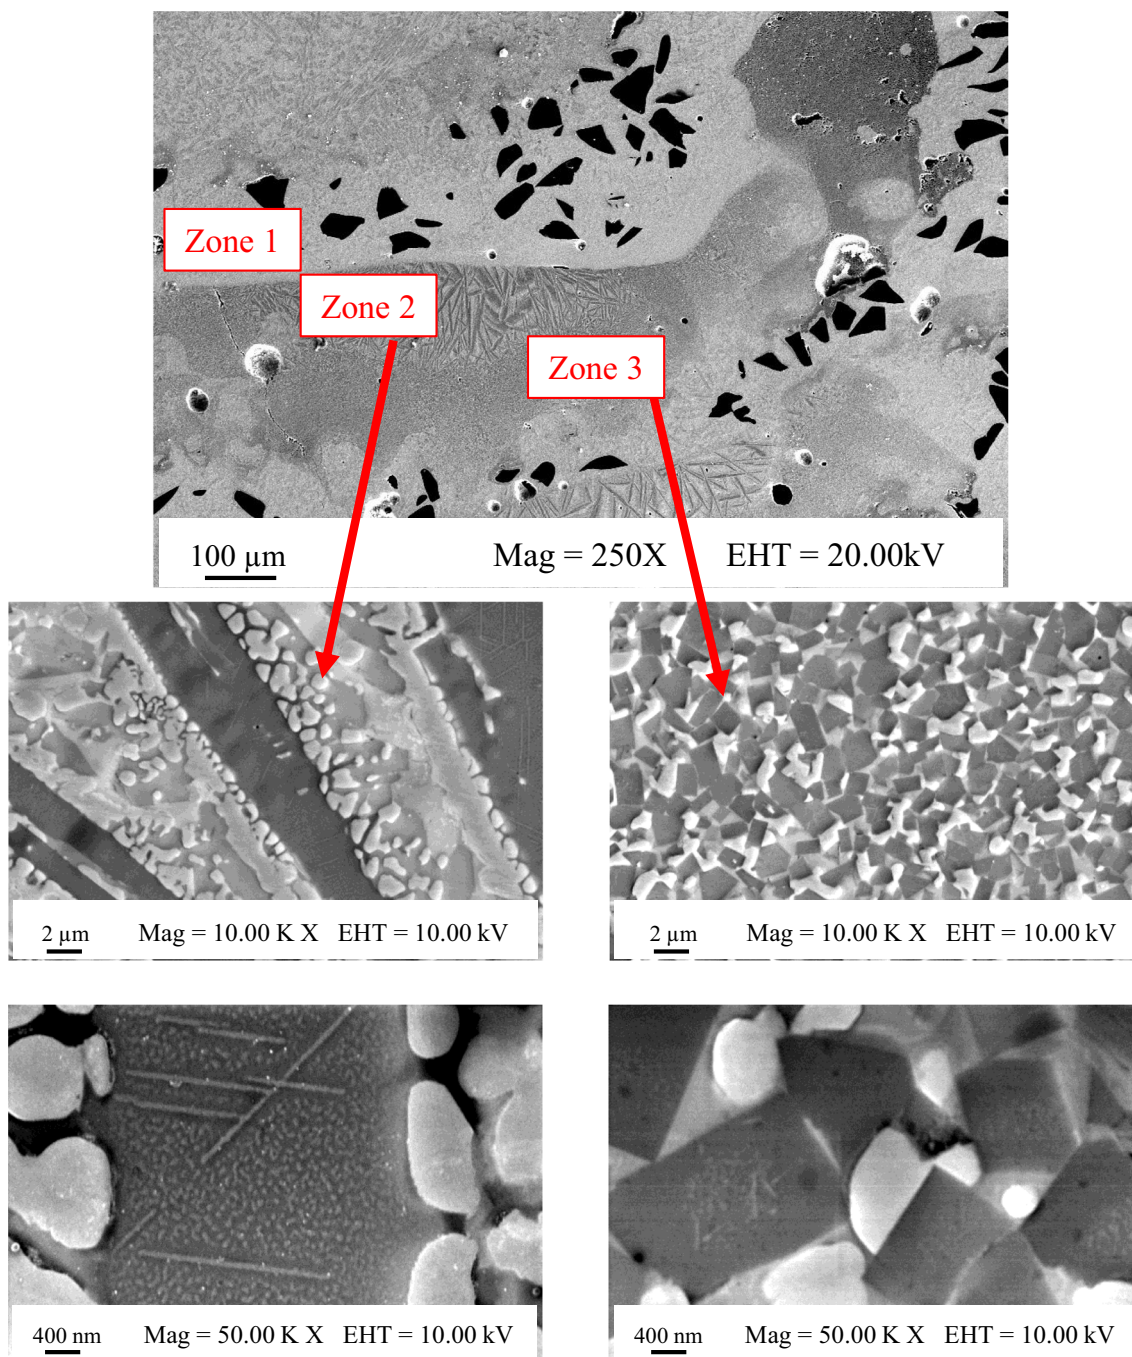 Zone 1
Zone 2
Zone 3
100 µm Mag = 250X EHT = 20.00kV
2 µm Mag = 10.00 K X EHT = 10.00 kV
2 µm Mag = 10.00 K X EHT = 10.00 kV
400 nm Mag = 50.00 K X EHT = 10.00 kV
400 nm Mag = 50.00 K X EHT = 10.00 kV